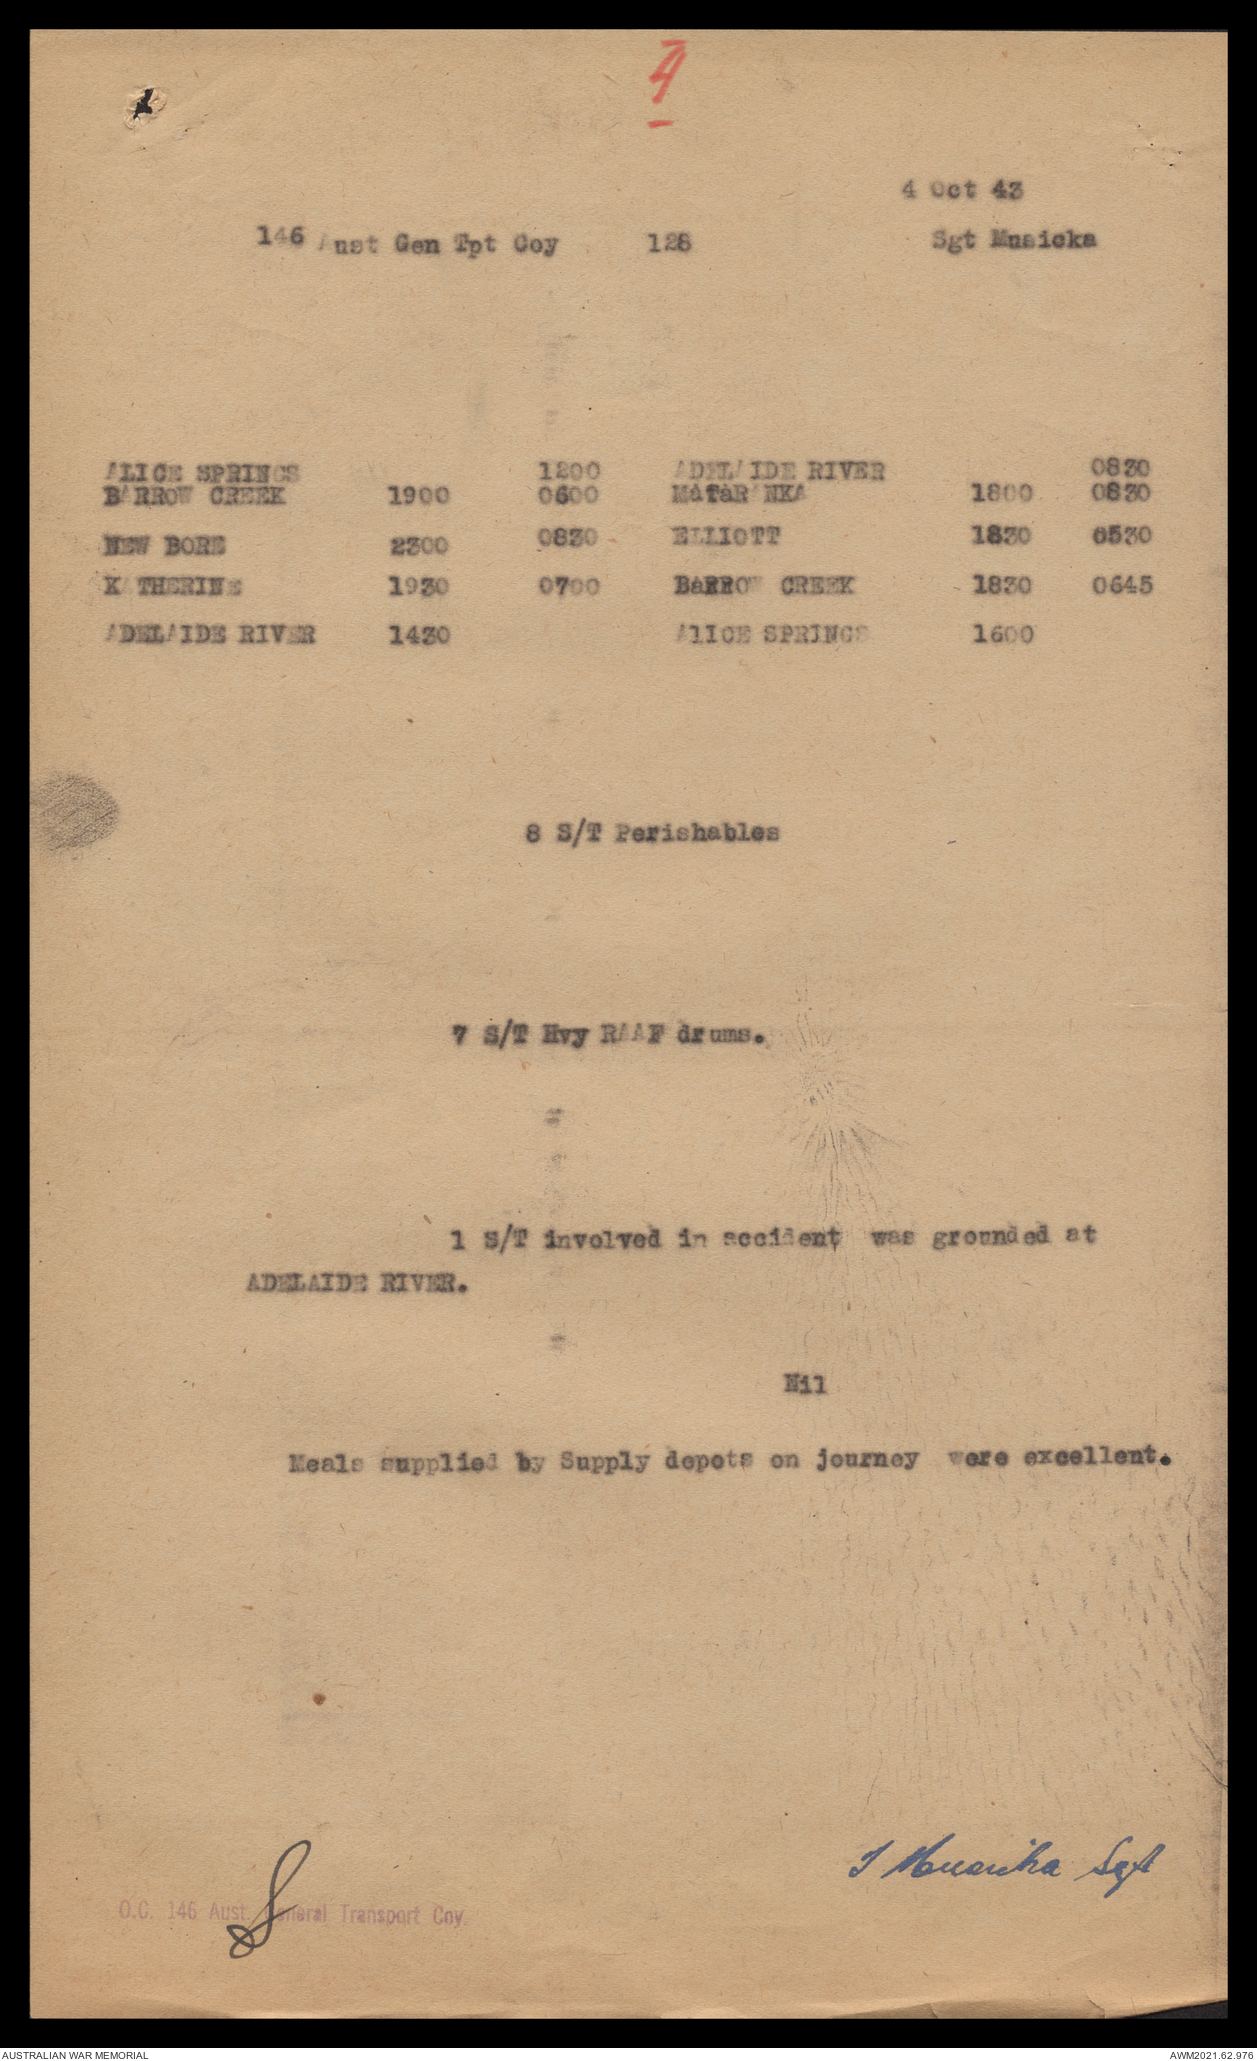 4
4 Oct 43
146 Aust Gen Tpt Coy 128 Sgt Musicka
ALICE SPRINGS 1200 ADELAIDE RIVER 0830
BARROW CREEK 1900 0600 MATARANKA 1800 0830
NEW BORE 2300 0830 ELLIOTT 1830 0530
KATHERINE 1930 0700 BARROW CREEK 1830 0645
ADELAIDE RIVER 1430 ALICE SPRINGS 1600
8 S/T Perishables
7 S/T Hvy RAAF drums.
1 S/T involved in accident was grounded at
ADELAIDE RIVER.
Nil
Meals supplied by Supply depots on journey were excellent.
Sgt
O.C. 146 Aust. General Transport Coy.
AUSTRALIAN WAR MEMORIAL AWM2021.62.976